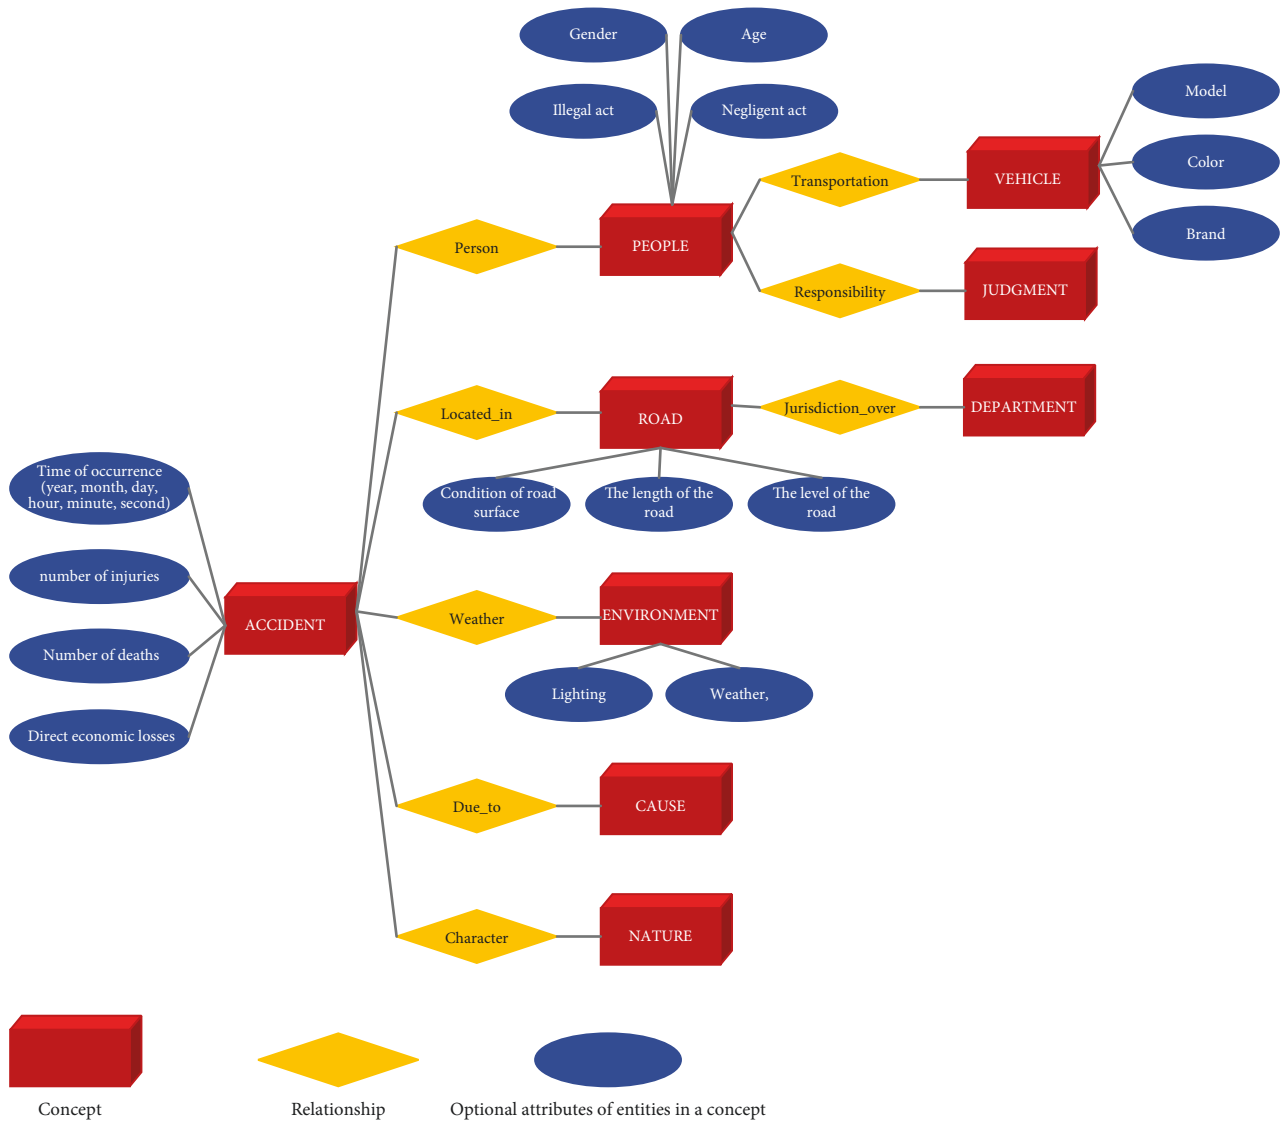 Gender
Age
Illegal act
Negligent act
Model
Color
Brand
Transportation
VEHICLE
Person
PEOPLE
Responsibility
JUDGMENT
Located_in
ROAD
Jurisdiction_over
DEPARTMENT
Condition of road
surface
The length of the
road
The level of the
road
Time of occurrence
(year, month, day,
hour, minute, second)
number of injuries
Number of deaths
Direct economic losses
ACCIDENT
Weather
ENVIRONMENT
Lighting
Weather,
Due_to
CAUSE
Character
NATURE
Concept
Relationship
Optional attributes of entities in a concept